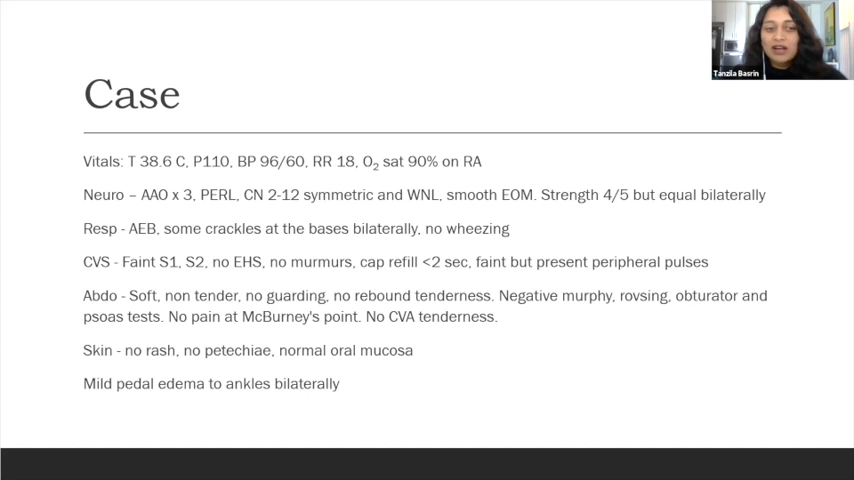 Tanzila Basrin
Case
Vitals: T 38.6 C, P110, BP 96/60, RR 18, O₂ sat 90% on RA
Neuro – AAO x 3, PERL, CN 2-12 symmetric and WNL, smooth EOM. Strength 4/5 but equal bilaterally
Resp - AEB, some crackles at the bases bilaterally, no wheezing
CVS - Faint S1, S2, no EHS, no murmurs, cap refill <2 sec, faint but present peripheral pulses
Abdo - Soft, non tender, no guarding, no rebound tenderness. Negative murphy, rovsing, obturator and
psoas tests. No pain at McBurney's point. No CVA tenderness.
Skin - no rash, no petechiae, normal oral mucosa
Mild pedal edema to ankles bilaterally